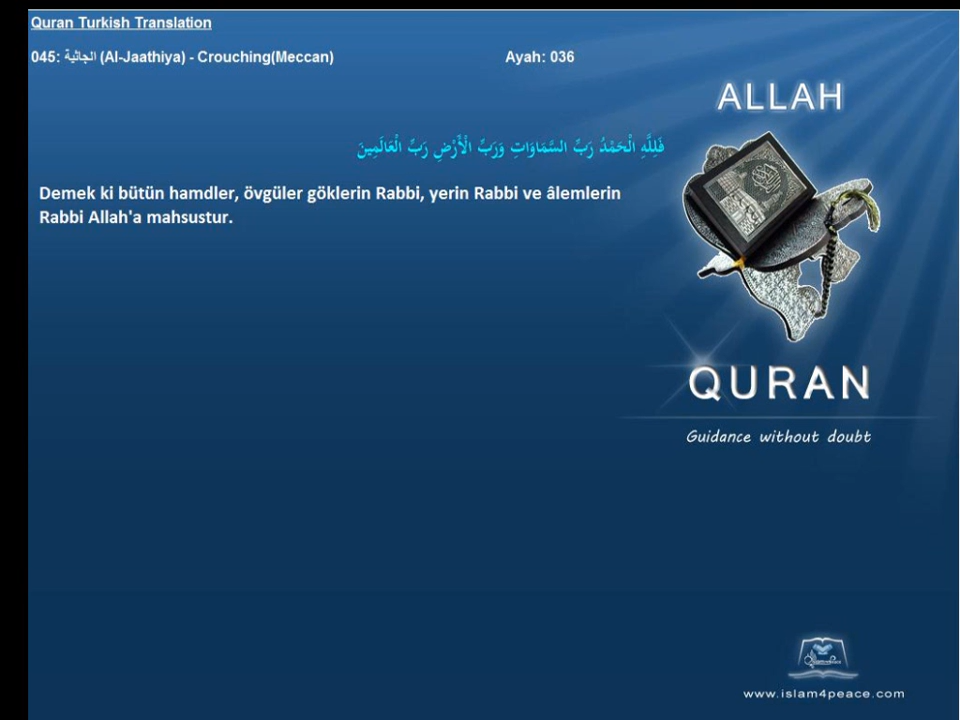 Quran Turkish Translation
045: الجاثية (Al-Jaathiya) - Crouching(Meccan) Ayah: 036
ALLAH
فَلِلَّهِ الْحَمْدُ رَبِّ السَّمَاوَاتِ وَرَبِّ الْأَرْضِ رَبِّ الْعَالَمِينَ
Demek ki bütün hamdler, övgüler göklerin Rabbi, yerin Rabbi ve âlemlerin
Rabbi Allah'a mahsustur.
QURAN
Guidance without doubt
www.islam4peace.com